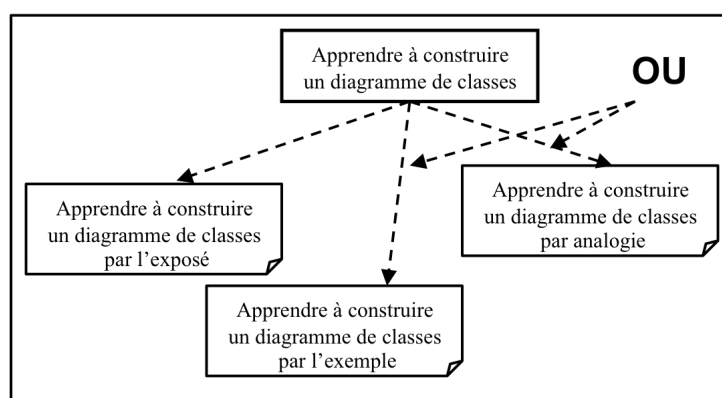 Apprendre à construire
un diagramme de classes
OU
Apprendre à construire
un diagramme de classes
par l'exposé
Apprendre à construire
un diagramme de classes
par analogie
Apprendre à construire
un diagramme de classes
par l'exemple